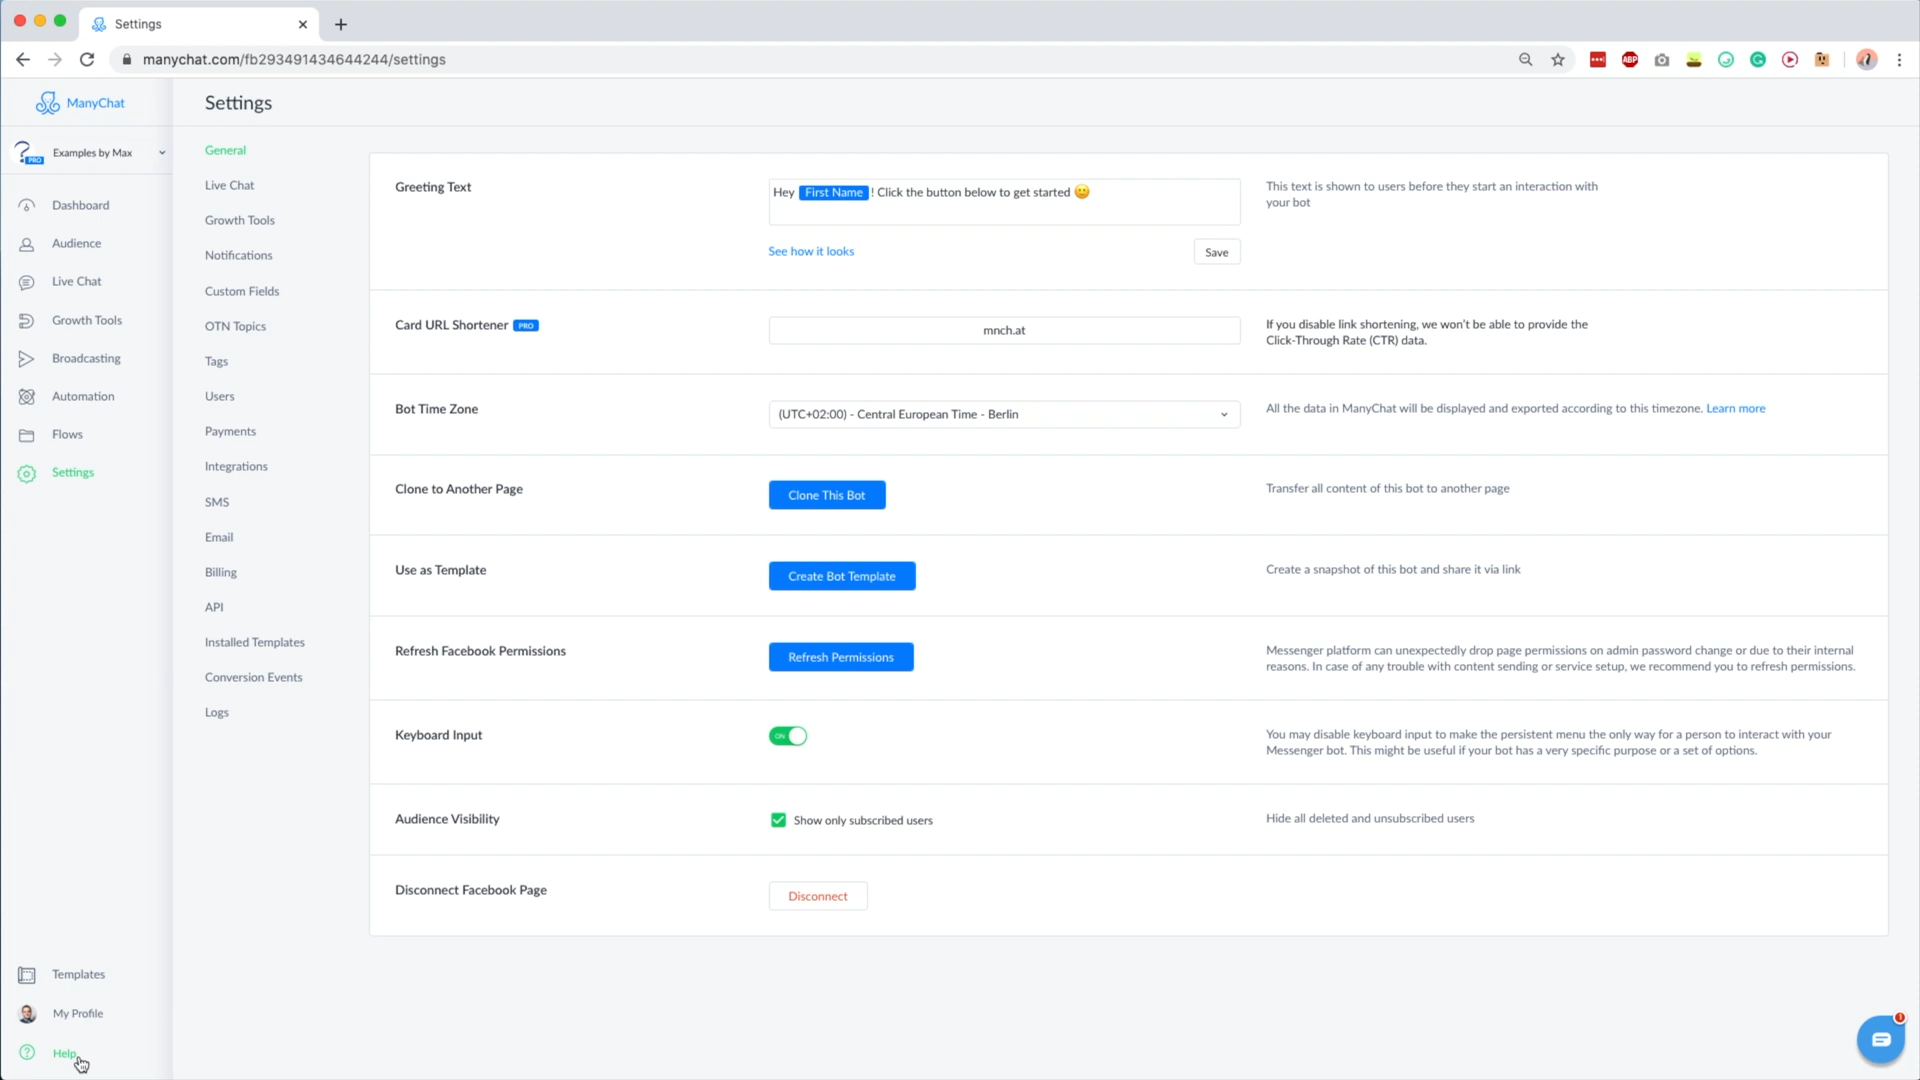 Settings
manychat.com/fb293491434644244/settings
ABP
ManyChat
Settings
PRO
Examples by Max
Dashboard
Audience
Live Chat
Growth Tools
Broadcasting
Automation
Flows
Settings
Templates
My Profile
Help
General
Live Chat
Growth Tools
Notifications
Custom Fields
OTN Topics
Tags
Users
Payments
Integrations
SMS
Email
Billing
API
Installed Templates
Conversion Events
Logs
Greeting Text
Hey First Name ! Click the button below to get started 😀
See how it looks
Save
This text is shown to users before they start an interaction with
your bot
Card URL Shortener PRO
mnch.at
If you disable link shortening, we won't be able to provide the
Click-Through Rate (CTR) data.
Bot Time Zone
(UTC+02:00) - Central European Time - Berlin
All the data in ManyChat will be displayed and exported according to this timezone. Learn more
Clone to Another Page
Clone This Bot
Transfer all content of this bot to another page
Use as Template
Create Bot Template
Create a snapshot of this bot and share it via link
Refresh Facebook Permissions
Refresh Permissions
Messenger platform can unexpectedly drop page permissions on admin password change or due to their internal
reasons. In case of any trouble with content sending or service setup, we recommend you to refresh permissions.
Keyboard Input
ON
You may disable keyboard input to make the persistent menu the only way for a person to interact with your
Messenger bot. This might be useful if your bot has a very specific purpose or a set of options.
Audience Visibility
Show only subscribed users
Hide all deleted and unsubscribed users
Disconnect Facebook Page
Disconnect
1